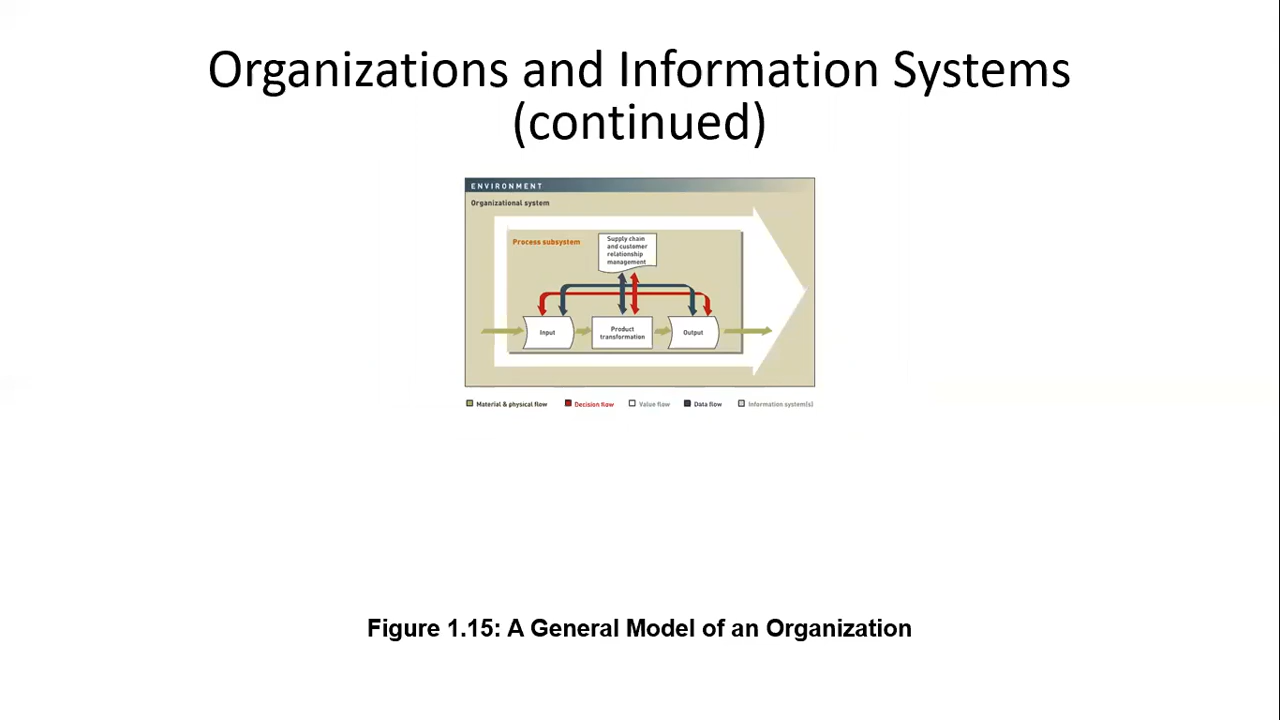 Organizations and Information Systems
(continued)
ENVIRONMENT
Organizational system
Process subsystem
Supply chain
and customer
relationship
management
Input
Product
transformation
Output
Material & physical flow
Decision flow
Value flow
Data flow
Information system(s)
Figure 1.15: A General Model of an Organization